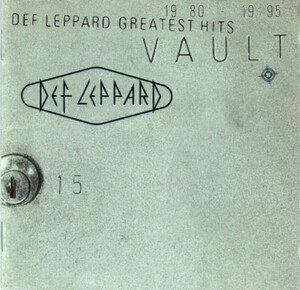 19 80 - 19 95
DEF LEPPARD GREATEST HITS
VAULT
DEF LEPPARD
15